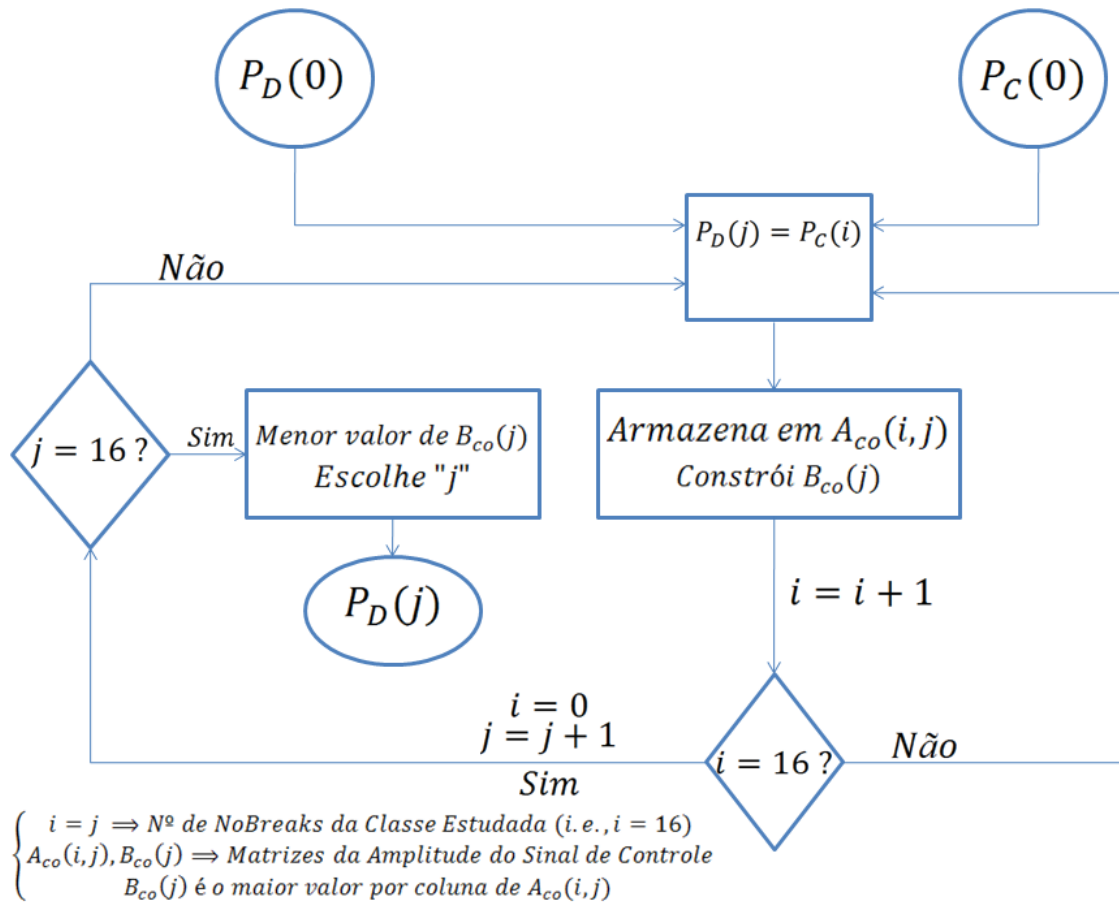 P_D(0)
P_C(0)
P_D(j) = P_C(i)
Não
j = 16 ?
Sim
Menor valor de B_co(j)
Escolhe "j"
Armazena em A_co(i,j)
Constrói B_co(j)
P_D(j)
i = i + 1
i = 0
j = j + 1
Sim
i = 16 ?
Não
i = j ⟹ Nº de NoBreaks da Classe Estudada (i.e., i = 16)
A_co(i,j), B_co(j) ⟹ Matrizes da Amplitude do Sinal de Controle
B_co(j) é o maior valor por coluna de A_co(i,j)